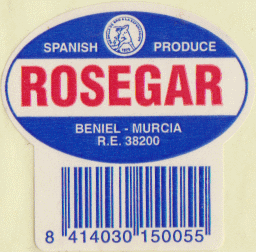 SPANISH PRODUCE
ROSEGAR
BENIEL - MURCIA
R.E. 38200
8 414030 150055